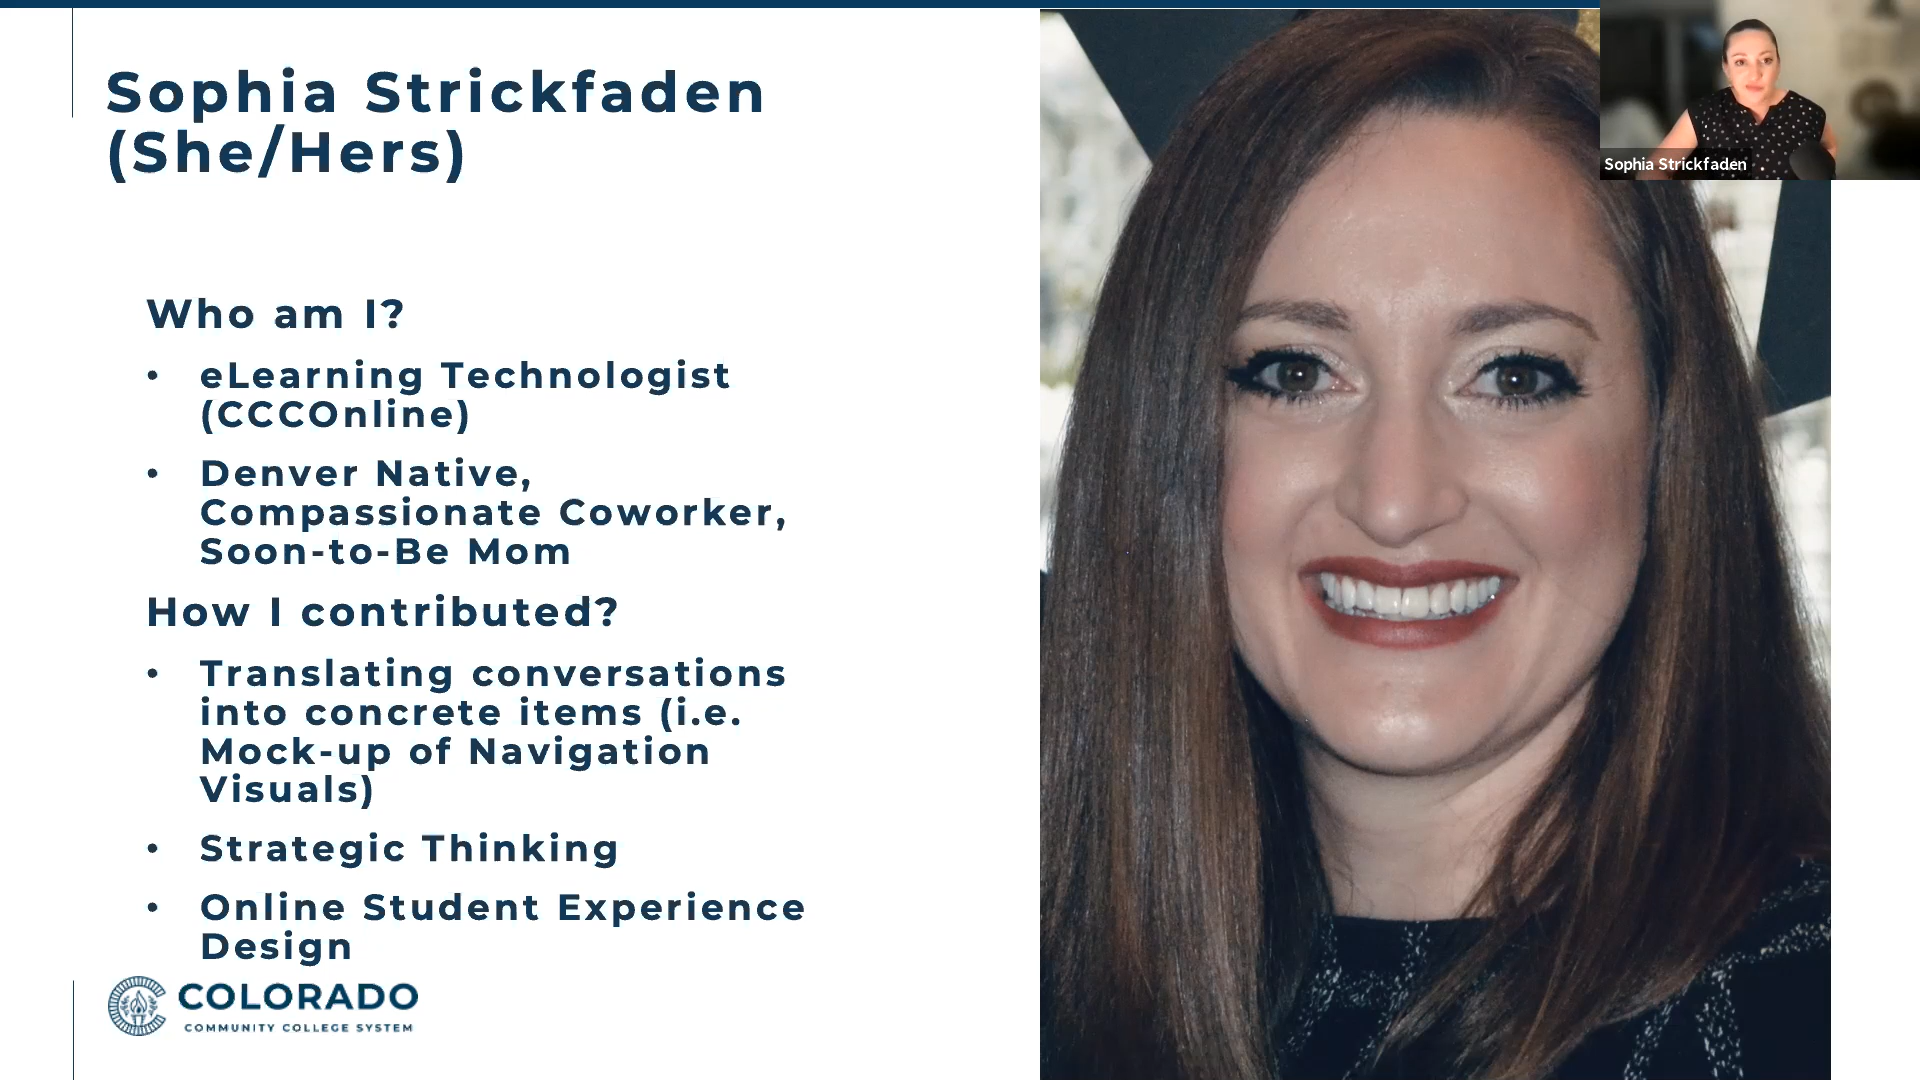 Sophia Strickfaden
(She/Hers)
Sophia Strickfaden
Who am I?
• eLearning Technologist
(CCCOnline)
• Denver Native,
Compassionate Coworker,
Soon-to-Be Mom
How I contributed?
• Translating conversations
into concrete items (i.e.
Mock-up of Navigation
Visuals)
• Strategic Thinking
• Online Student Experience
Design
COLORADO
COMMUNITY COLLEGE SYSTEM